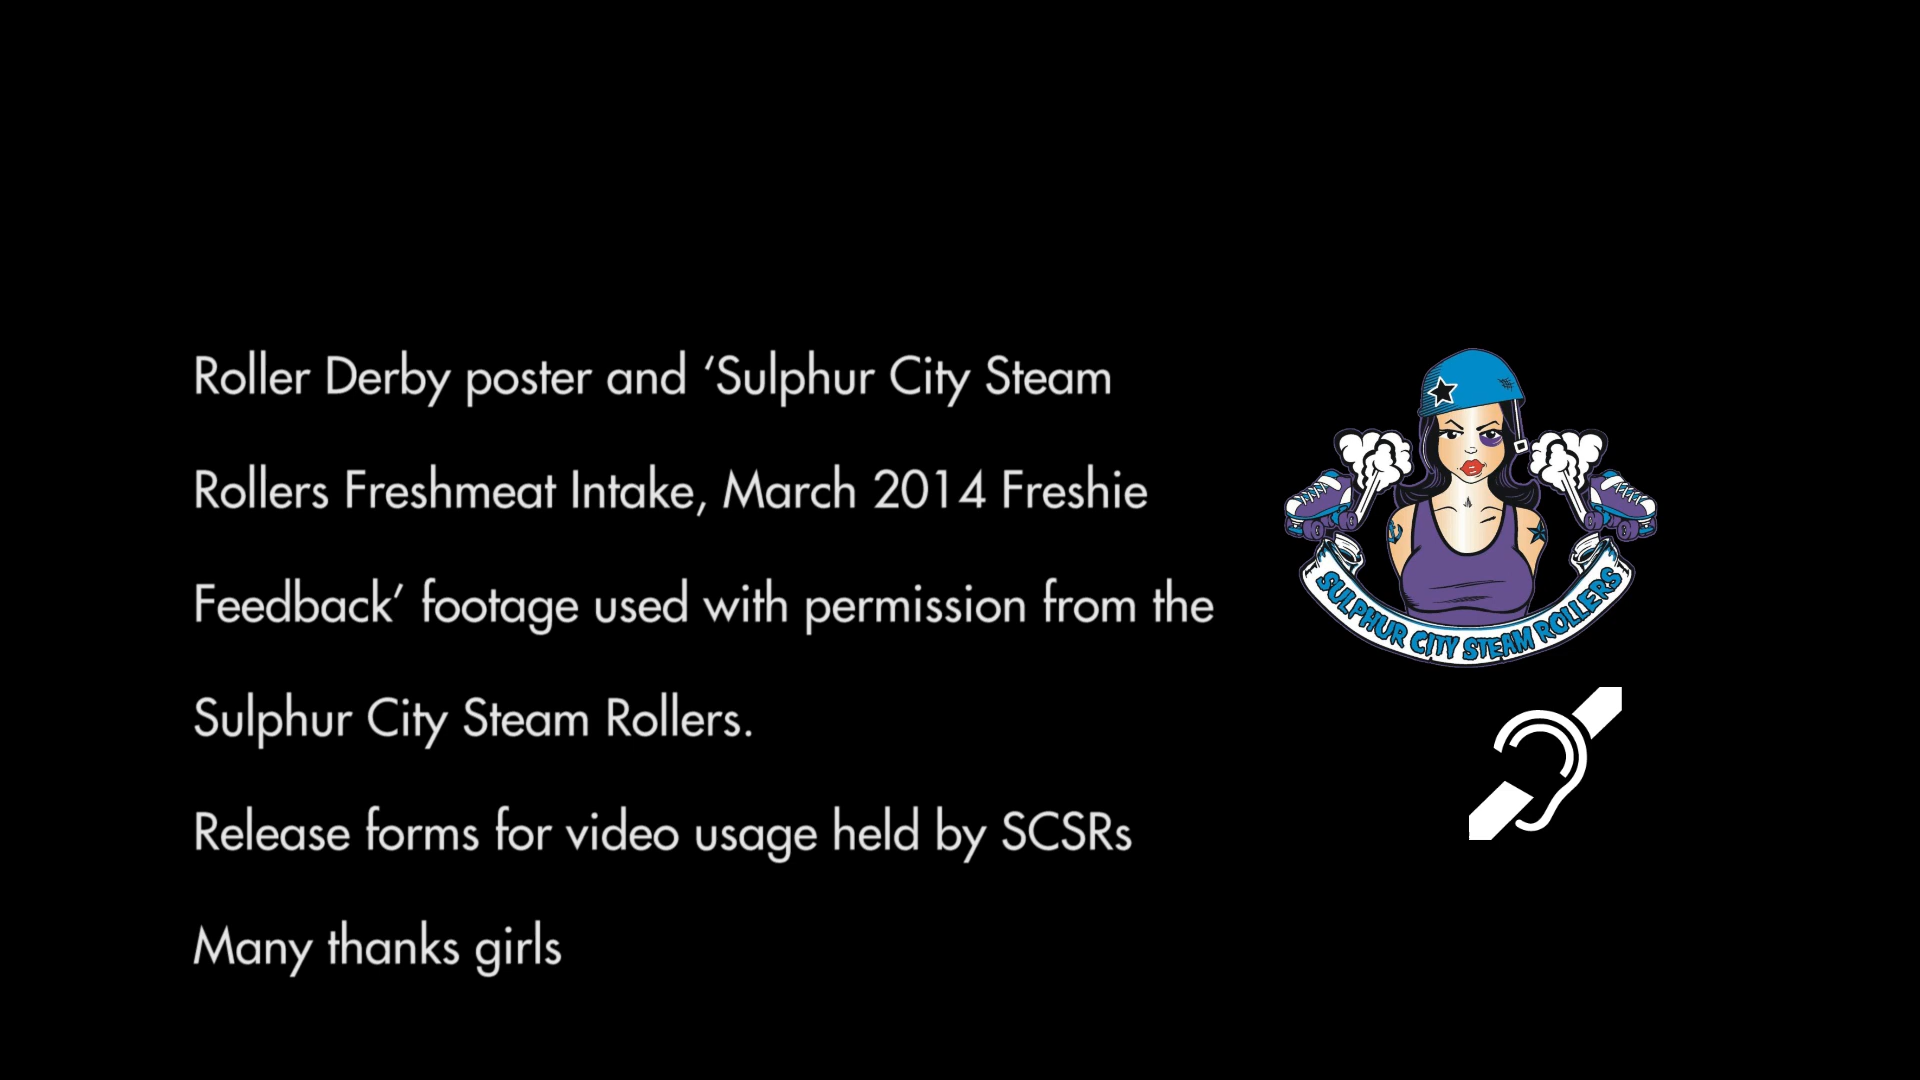 Roller Derby poster and ‘Sulphur City Steam
Rollers Freshmeat Intake, March 2014 Freshie
Feedback’ footage used with permission from the
Sulphur City Steam Rollers.
Release forms for video usage held by SCSRs
Many thanks girls
SULPHUR CITY STEAM ROLLERS